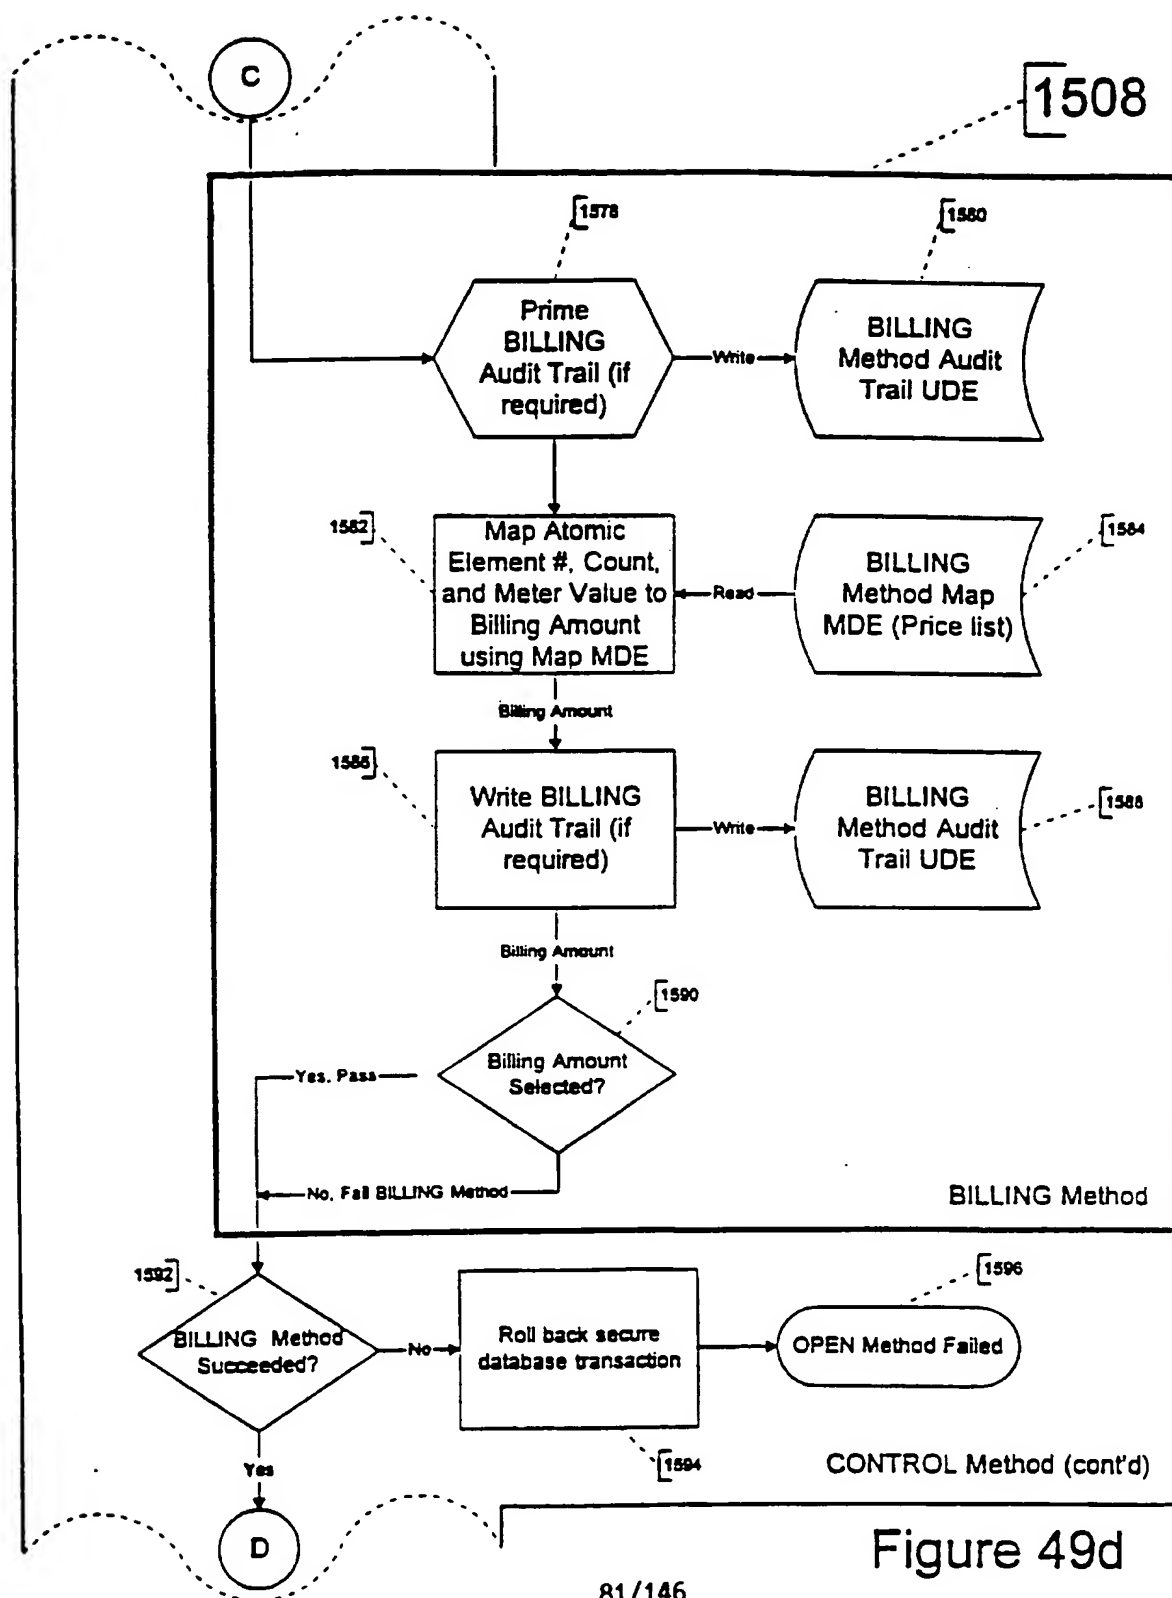 C
1508
1578
1580
Prime
BILLING
Audit Trail (if
required)
Write
BILLING
Method Audit
Trail UDE
1582
1584
Map Atomic
Element #, Count,
and Meter Value to
Billing Amount
using Map MDE
Read
BILLING
Method Map
MDE (Price list)
Billing Amount
1586
1588
Write BILLING
Audit Trail (if
required)
Write
BILLING
Method Audit
Trail UDE
Billing Amount
1590
Billing Amount
Selected?
Yes, Pass
No, Fail BILLING Method
BILLING Method
1592
1596
BILLING Method
Succeeded?
No
Roll back secure
database transaction
OPEN Method Failed
1594
Yes
CONTROL Method (cont'd)
D
Figure 49d
81/146